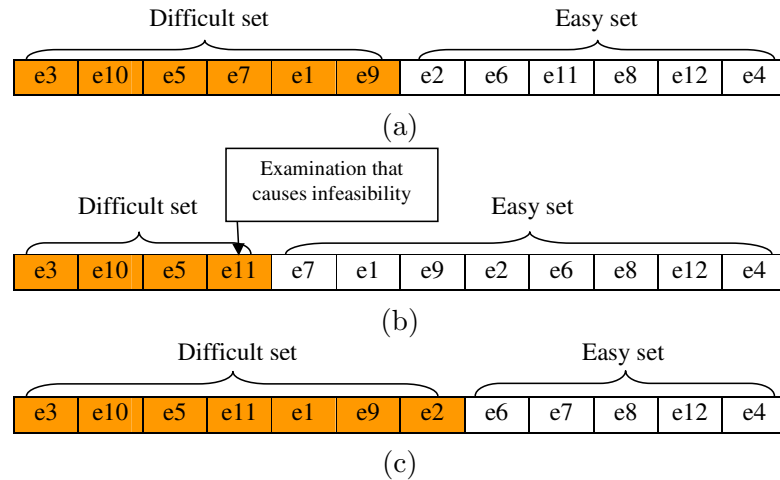 Difficult set Easy set
e3 e10 e5 e7 e1 e9 e2 e6 e11 e8 e12 e4
(a)
Examination that
causes infeasibility
Difficult set Easy set
e3 e10 e5 e11 e7 e1 e9 e2 e6 e8 e12 e4
(b)
Difficult set Easy set
e3 e10 e5 e11 e1 e9 e2 e6 e7 e8 e12 e4
(c)